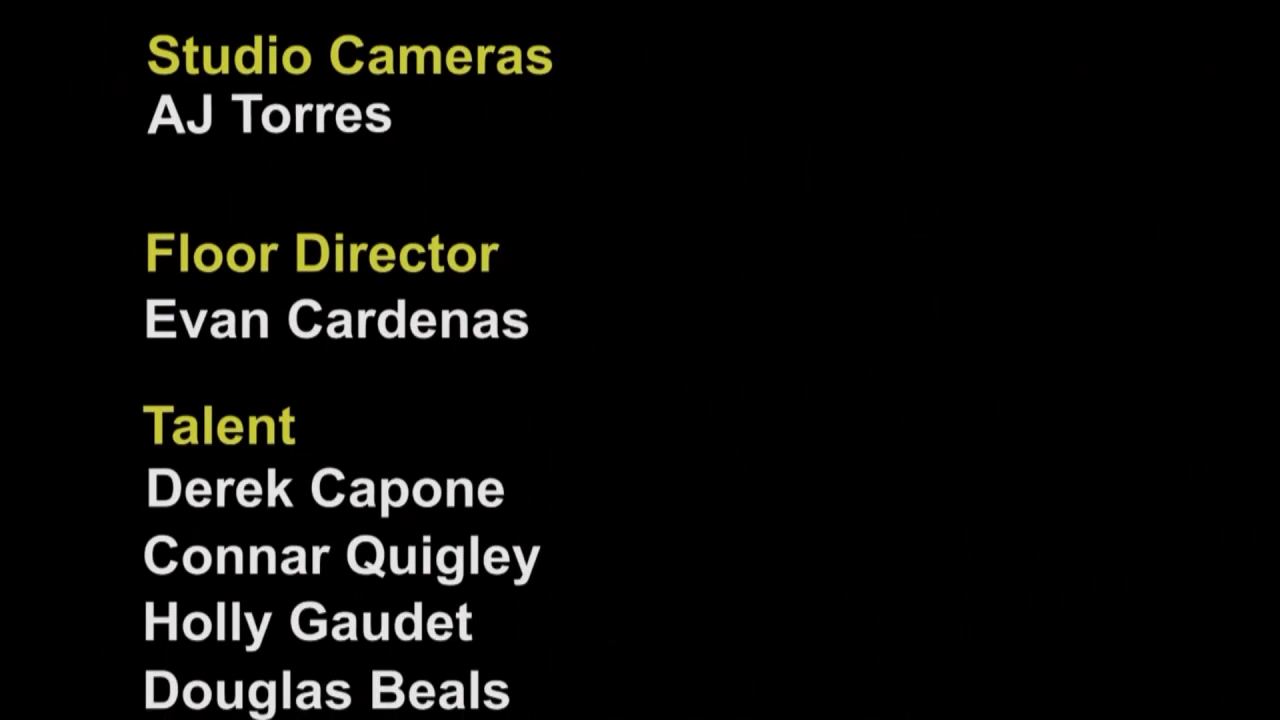 Studio Cameras
AJ Torres
Floor Director
Evan Cardenas
Talent
Derek Capone
Connar Quigley
Holly Gaudet
Douglas Beals